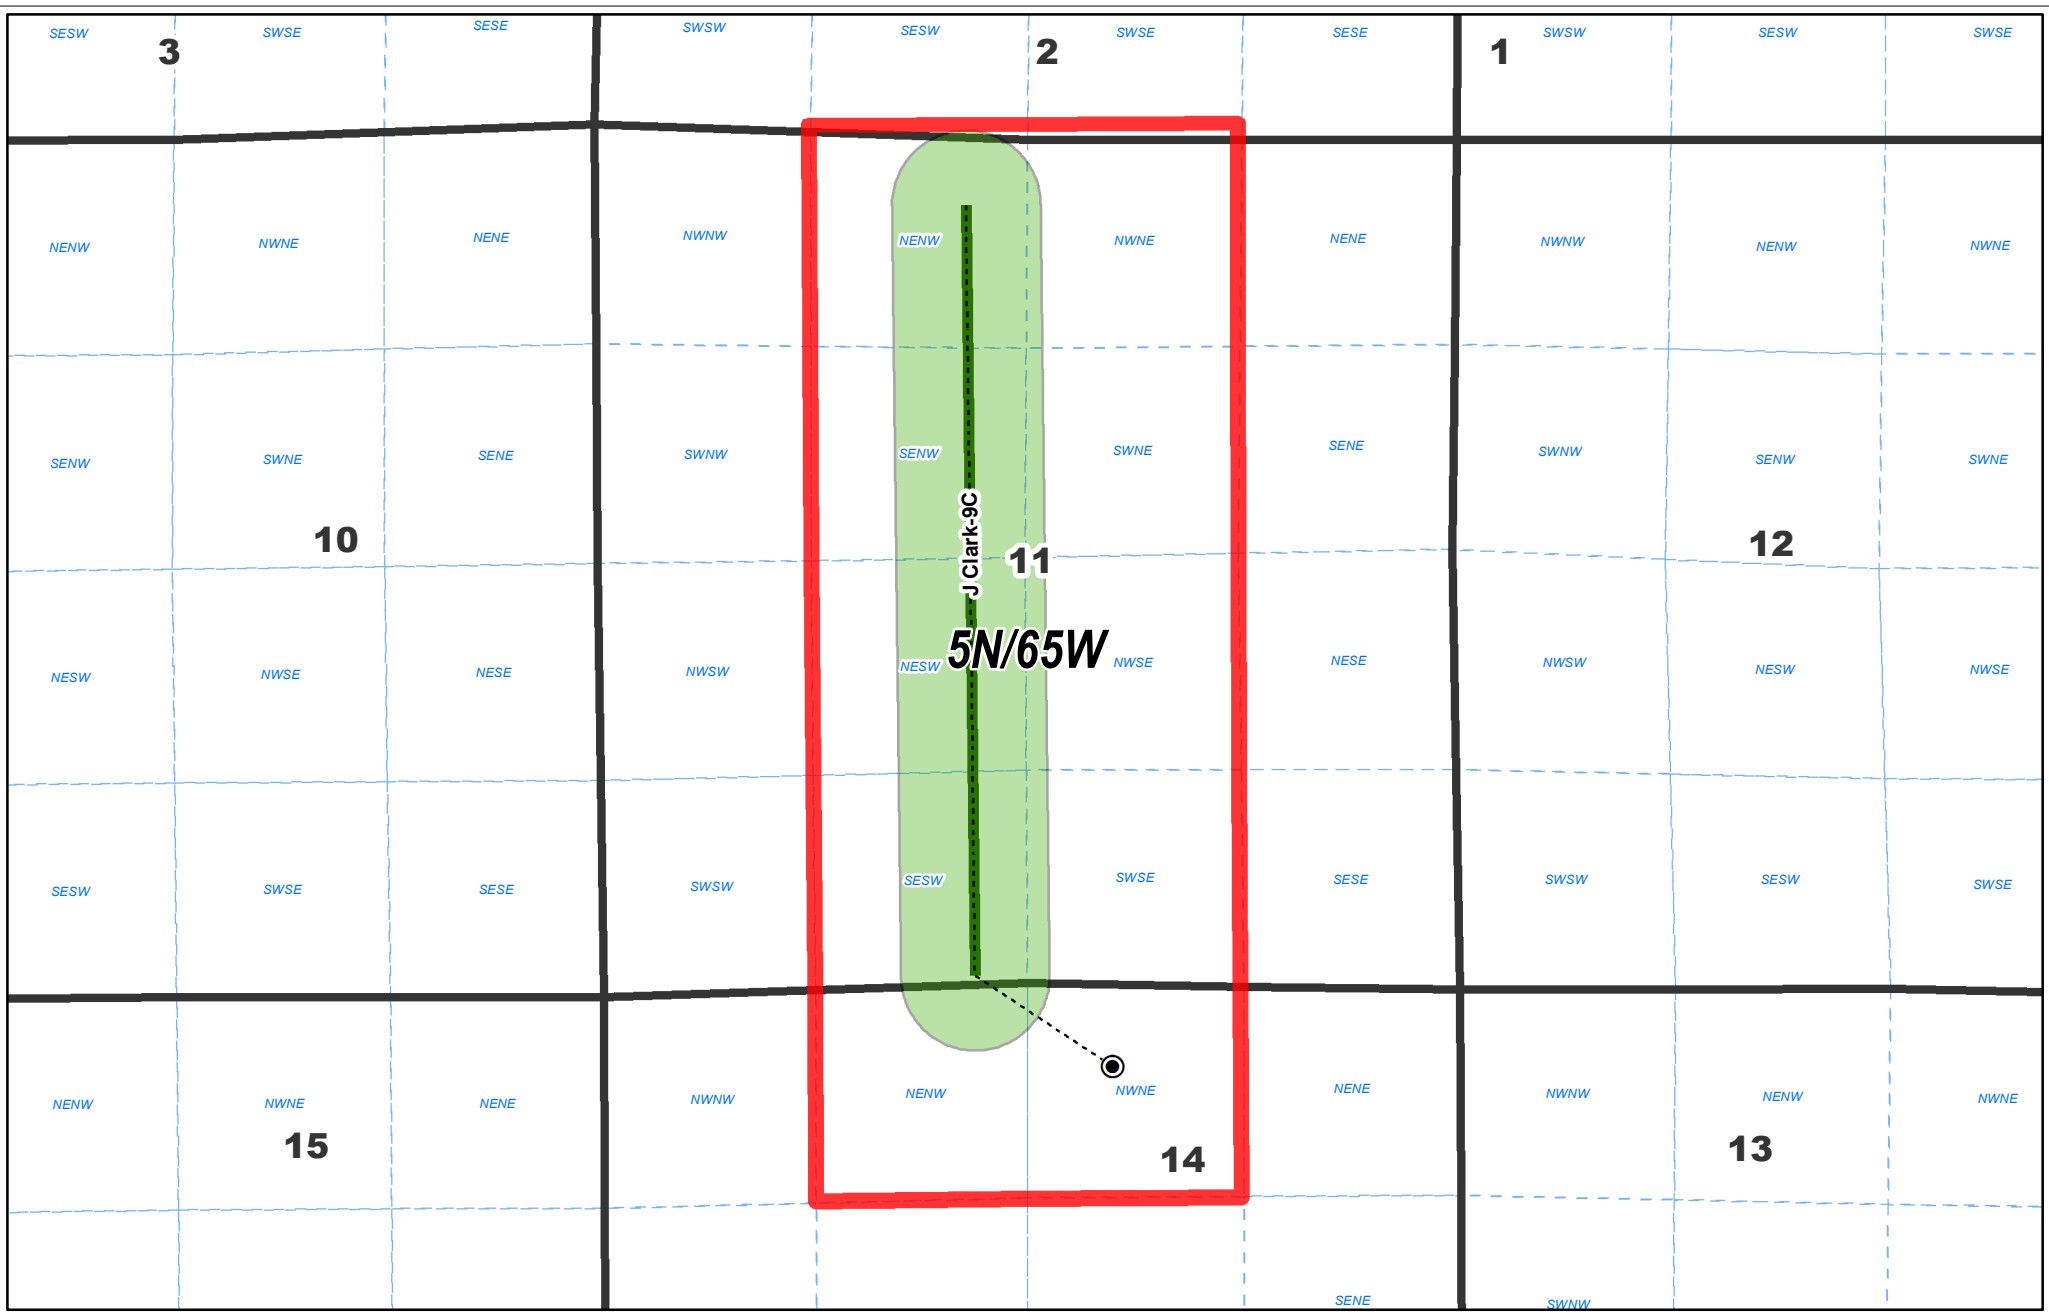 SESW SWSE SESE SWSW SESW SWSE SESE SWSW SESW SWSE
3 2 1
NENW NWNE NENE NWNW NENW NWNE NENE NWNW NENW NWNE
SENW SWNE SENE SWNW SENW SWNE SENE SWNW SENW SWNE
J Clark-9C
10 11 12
5N/65W
NESW NWSE NESE NWSW NESW NWSE NESE NWSW NESW NWSE
SESW SWSE SESE SWSW SESW SWSE SESE SWSW SESW SWSE
NENW NWNE NENE NWNW NENW NWNE NENE NWNW NENW NWNE
15 14 13
SENE SWNW